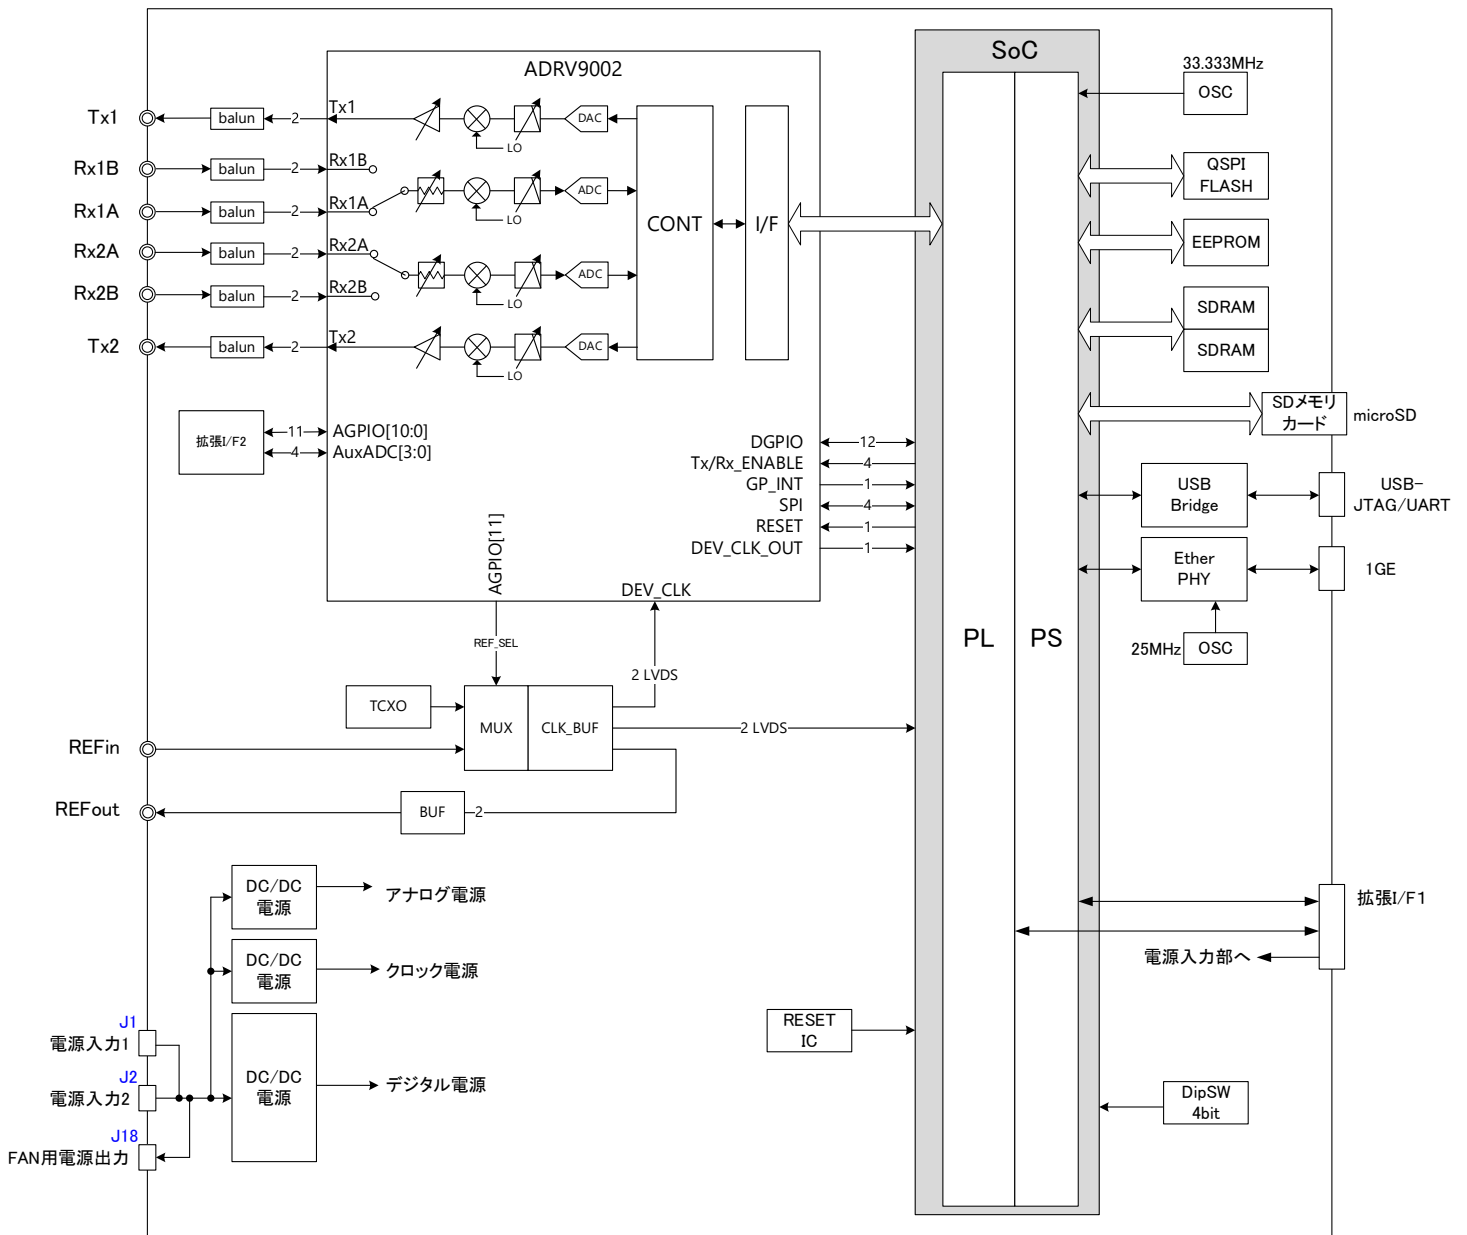 SoC
ADRV9002
33.333MHz
OSC
Tx1
balun
2
Tx1
DAC
LO
Rx1B
balun
2
Rx1B
QSPI
FLASH
Rx1A
balun
2
Rx1A
ADC
LO
CONT
I/F
Rx2A
balun
2
Rx2A
EEPROM
ADC
LO
Rx2B
balun
2
Rx2B
SDRAM
SDRAM
Tx2
balun
2
Tx2
DAC
LO
SDメモリ
カード
microSD
拡張I/F2
11
AGPIO[10:0]
4
AuxADC[3:0]
DGPIO
12
Tx/Rx_ENABLE
4
GP_INT
1
SPI
4
RESET
1
DEV_CLK_OUT
1
USB
Bridge
USB-
JTAG/UART
Ether
PHY
1GE
25MHz
OSC
AGPIO[11]
DEV_CLK
REF_SEL
2 LVDS
PL
PS
TCXO
MUX
CLK_BUF
2 LVDS
REFin
REFout
BUF
2
DC/DC
電源
アナログ電源
拡張I/F1
DC/DC
電源
クロック電源
電源入力部へ
J1
電源入力1
RESET
IC
J2
電源入力2
DC/DC
電源
デジタル電源
DipSW
4bit
J18
FAN用電源出力